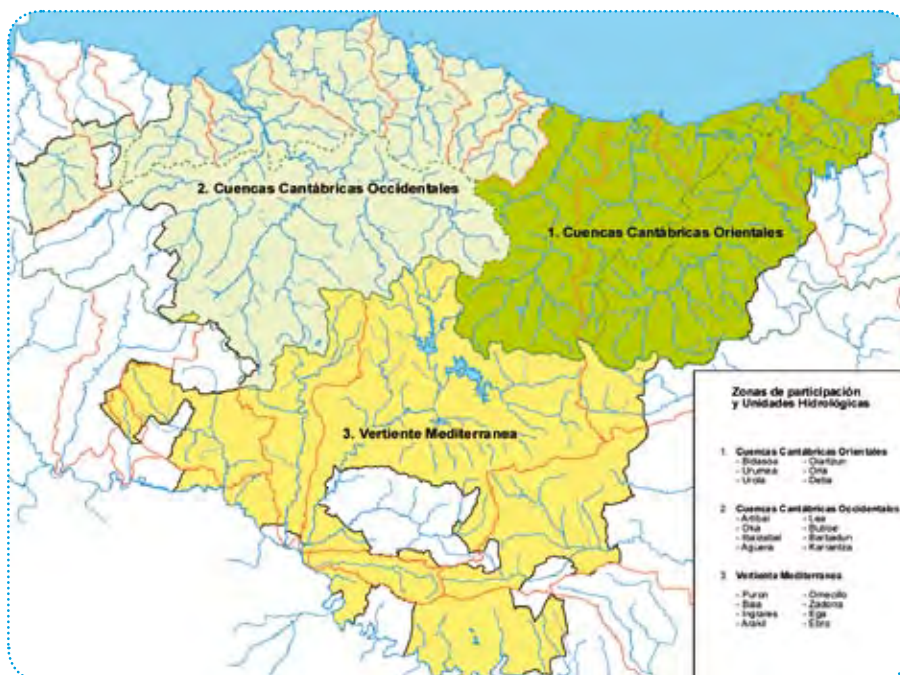 2. Cuencas Cantábricas Occidentales
1. Cuencas Cantábricas Orientales
3. Vertiente Mediterranea
Zonas de participación
y Unidades Hidrológicas
1. Cuencas Cantábricas Orientales
- Bidasoa - Oiartzun
- Urumea - Oria
- Urola - Deba
2. Cuencas Cantábricas Occidentales
- Artibai - Lea
- Oka - Butroe
- Ibaizabal - Barbadun
- Aguera - Karrantza
3. Vertiente Mediterranea
- Puron - Omecillo
- Baia - Zadorra
- Inglares - Ega
- Arakil - Ebro